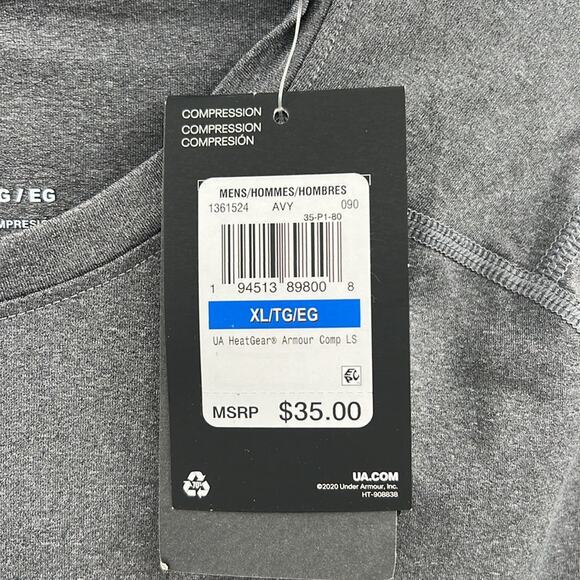 G / EG
MPRESIÓ
COMPRESSION
COMPRESSION
COMPRESIÓN
MENS/HOMMES/HOMBRES
1361524 AVY 090
35-P1-80
1 94513 89800 8
XL/TG/EG
UA HeatGear® Armour Comp LS
MSRP $35.00
UA.COM
©2020 Under Armour, Inc.
HT-908838